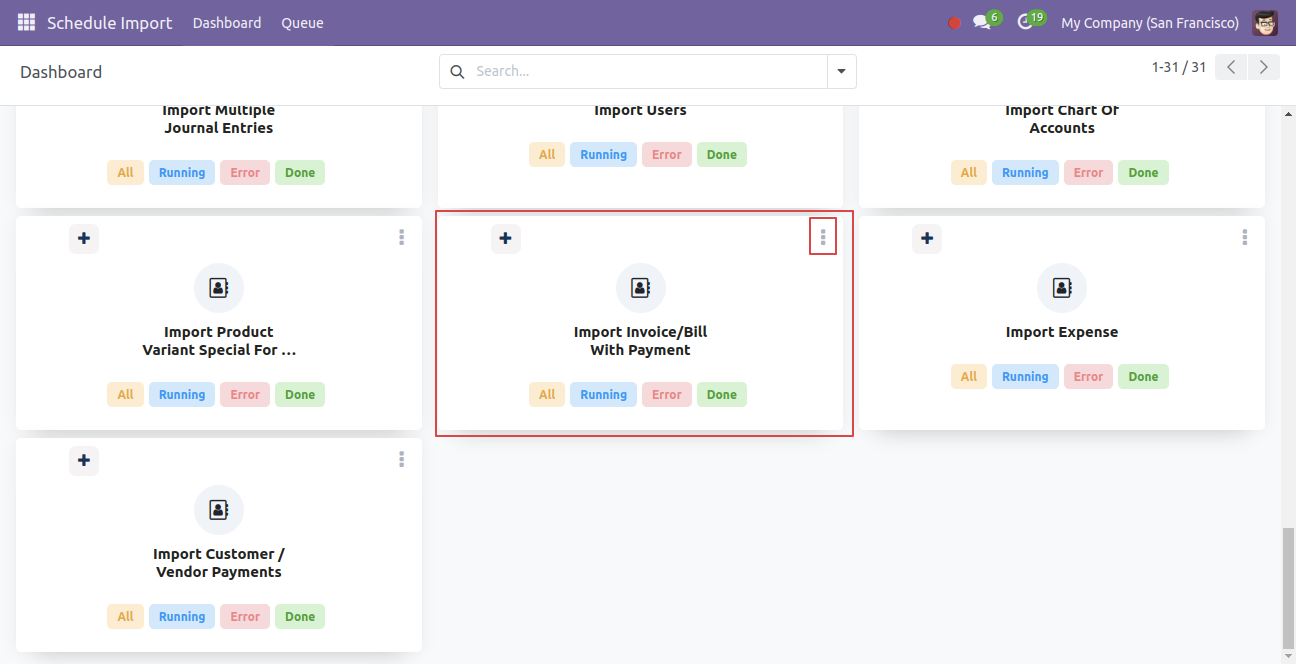 Schedule Import Dashboard Queue 6 19 My Company (San Francisco)
Dashboard Search... 1-31 / 31
Import Multiple
Journal Entries
All Running Error Done
Import Users
All Running Error Done
Import Chart Of
Accounts
All Running Error Done
Import Product
Variant Special For ...
All Running Error Done
Import Invoice/Bill
With Payment
All Running Error Done
Import Expense
All Running Error Done
Import Customer /
Vendor Payments
All Running Error Done